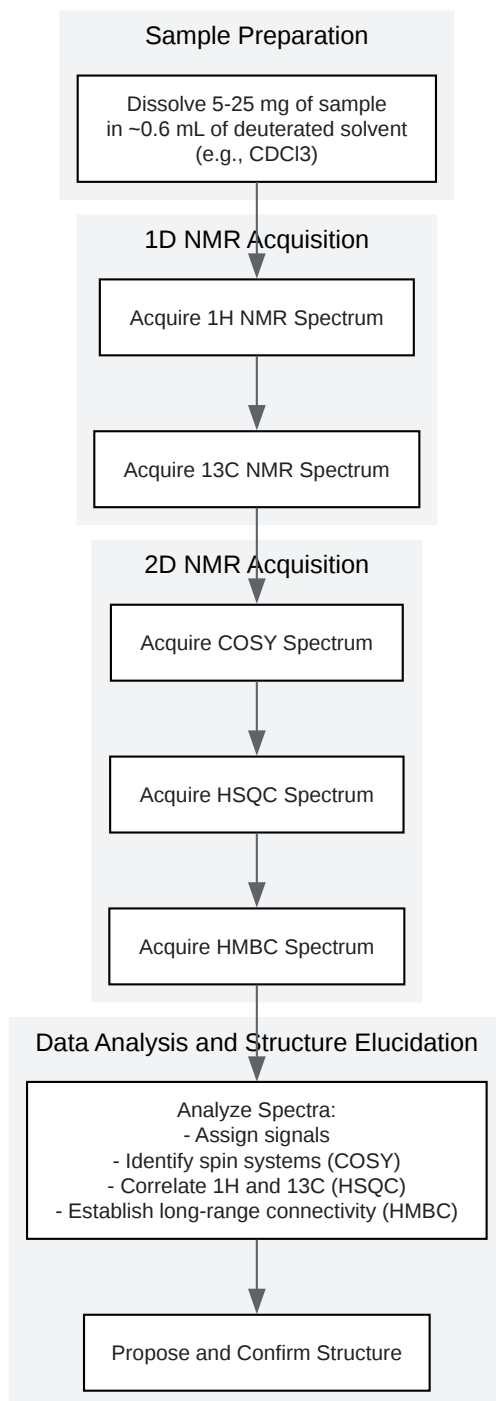 Sample Preparation
Dissolve 5-25 mg of sample
in ~0.6 mL of deuterated solvent
(e.g., CDCl3)
1D NMR Acquisition
Acquire 1H NMR Spectrum
Acquire 13C NMR Spectrum
2D NMR Acquisition
Acquire COSY Spectrum
Acquire HSQC Spectrum
Acquire HMBC Spectrum
Data Analysis and Structure Elucidation
Analyze Spectra:
- Assign signals
- Identify spin systems (COSY)
- Correlate 1H and 13C (HSQC)
- Establish long-range connectivity (HMBC)
Propose and Confirm Structure